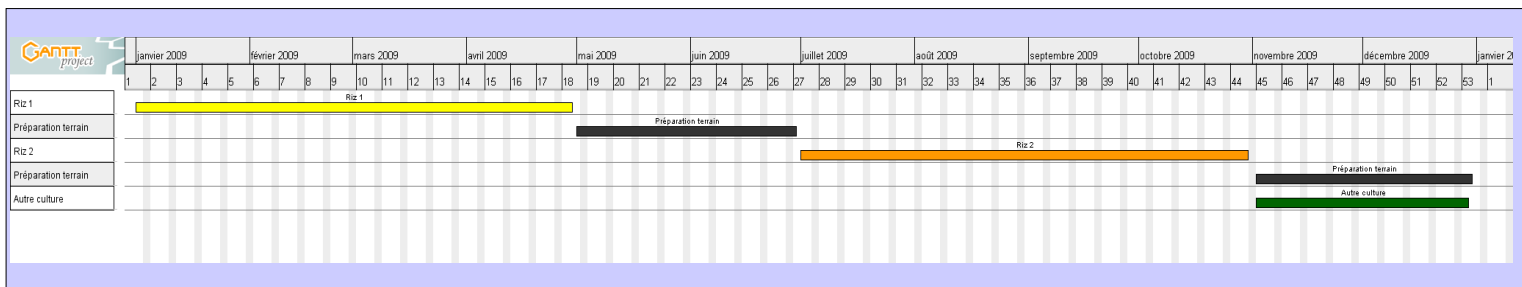 GANTT
project
janvier 2009 février 2009 mars 2009 avril 2009 mai 2009 juin 2009 juillet 2009 août 2009 septembre 2009 octobre 2009 novembre 2009 décembre 2009 janvier 2
1 2 3 4 5 6 7 8 9 10 11 12 13 14 15 16 17 18 19 20 21 22 23 24 25 26 27 28 29 30 31 32 33 34 35 36 37 38 39 40 41 42 43 44 45 46 47 48 49 50 51 52 53 1
Riz 1 Riz 1
Préparation terrain Préparation terrain
Riz 2 Riz 2
Préparation terrain Préparation terrain
Autre culture Autre culture